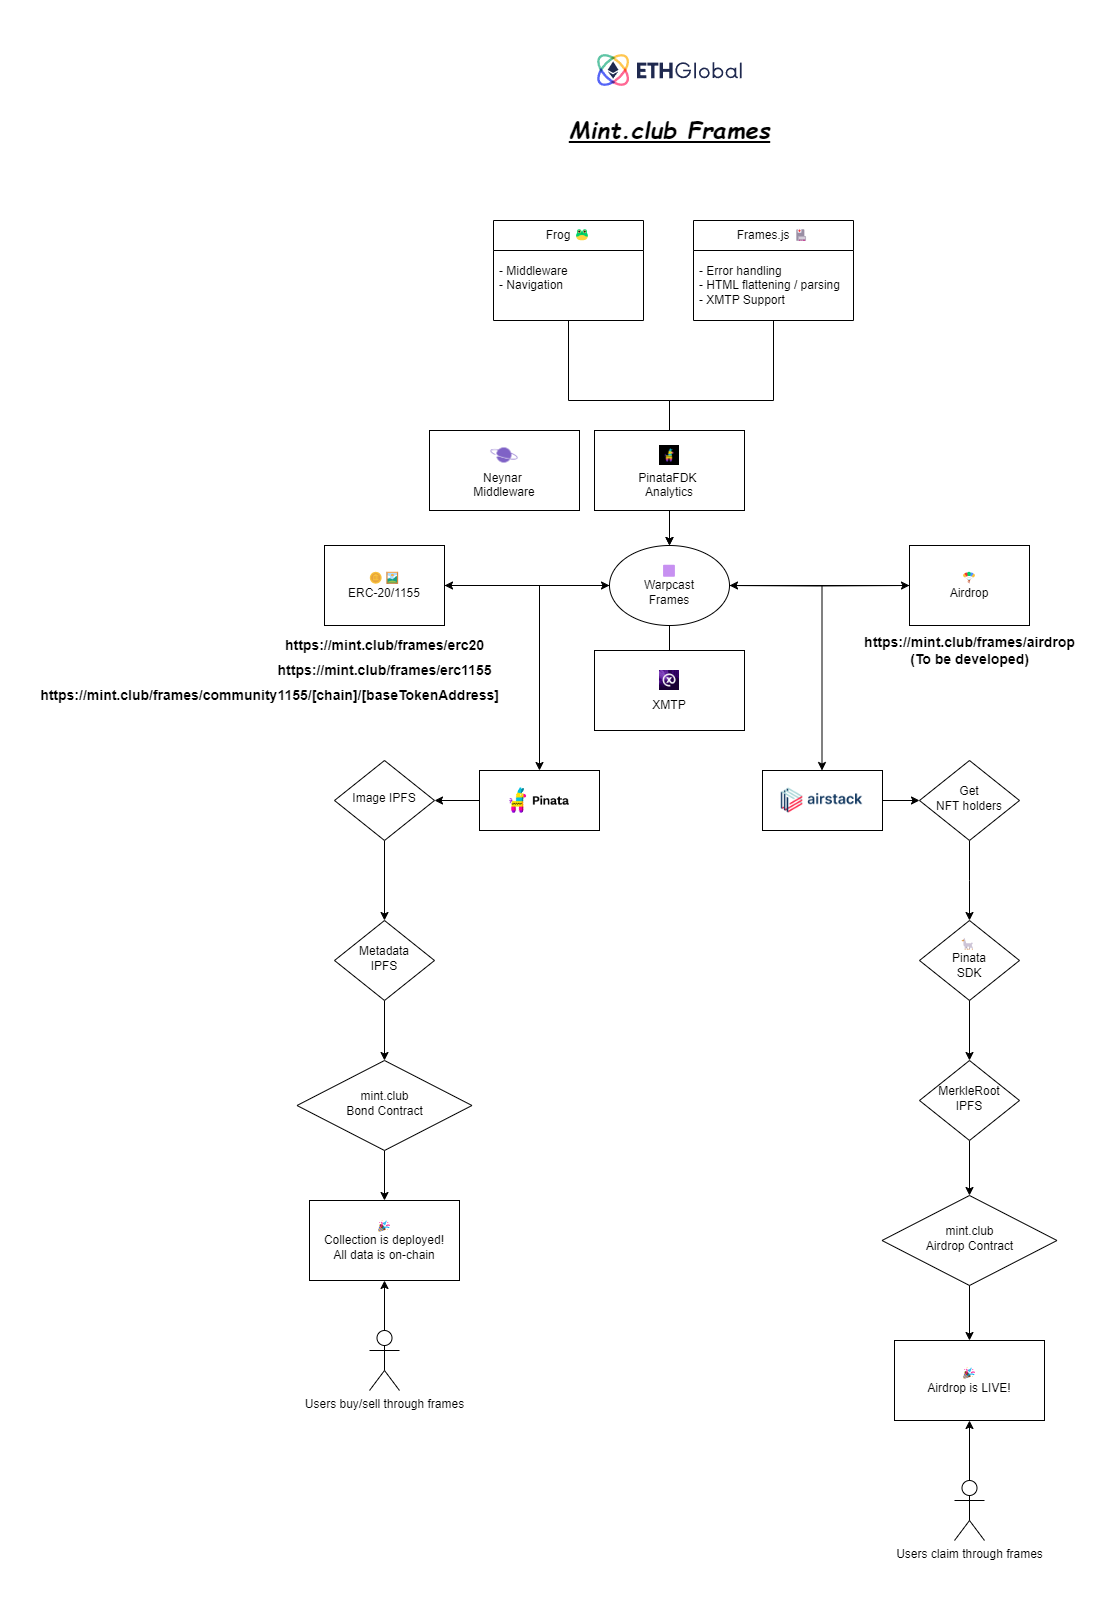 ETHGlobal
Mint.club Frames
Frog 🐸
- Middleware
- Navigation
Frames.js
- Error handling
- HTML flattening / parsing
- XMTP Support
Neynar
Middleware
PinataFDK
Analytics
ERC-20/1155
Warpcast
Frames
Airdrop
https://mint.club/frames/erc20
https://mint.club/frames/erc1155
https://mint.club/frames/community1155/[chain]/[baseTokenAddress]
https://mint.club/frames/airdrop
(To be developed)
XMTP
Image IPFS
Pinata
airstack
Get
NFT holders
Metadata
IPFS
Pinata
SDK
mint.club
Bond Contract
MerkleRoot
IPFS
Collection is deployed!
All data is on-chain
mint.club
Airdrop Contract
Users buy/sell through frames
Airdrop is LIVE!
Users claim through frames